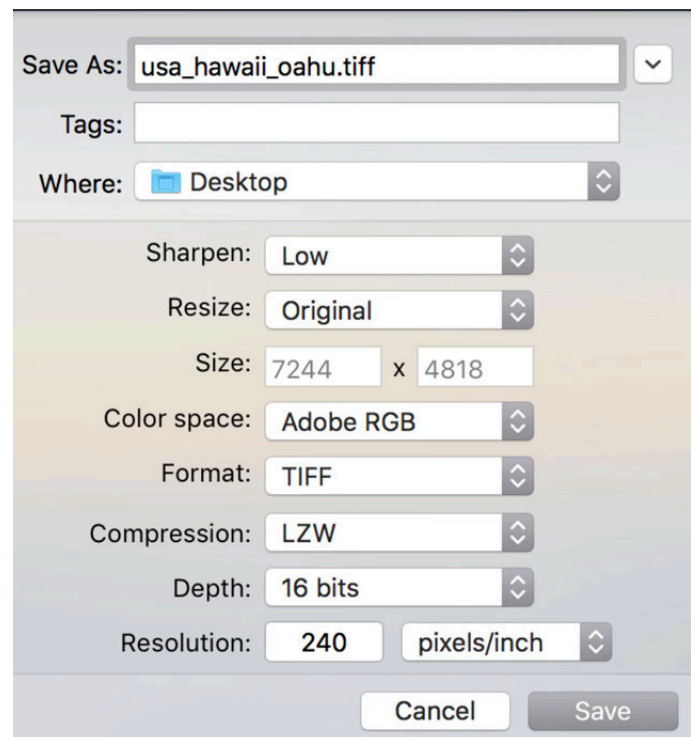 Save As: usa_hawaii_oahu.tiff
Tags:
Where: Desktop
Sharpen: Low
Resize: Original
Size: 7244 x 4818
Color space: Adobe RGB
Format: TIFF
Compression: LZW
Depth: 16 bits
Resolution: 240 pixels/inch
Cancel Save